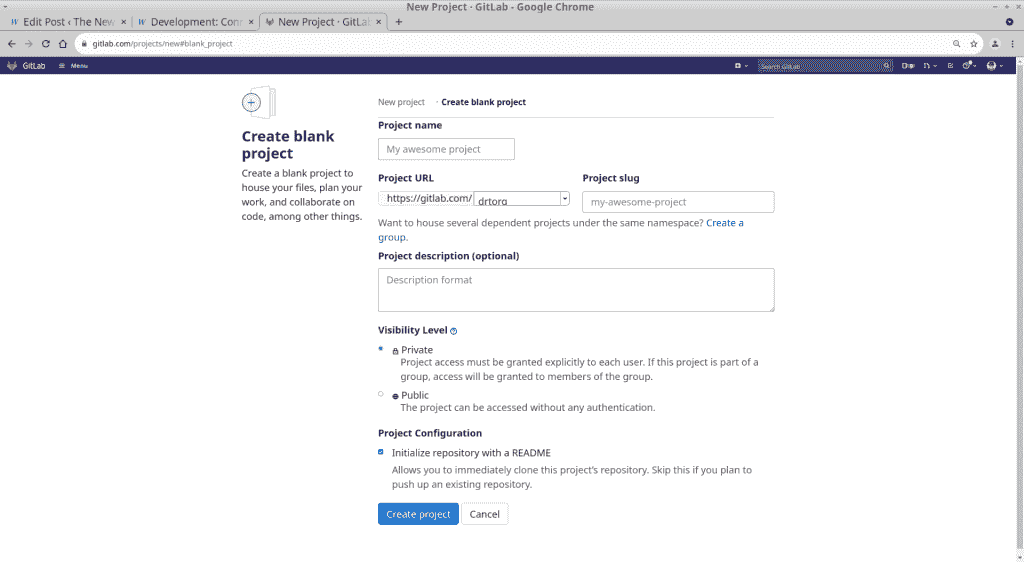 New Project · GitLab - Google Chrome
Edit Post ‹ The New
Development: Conn
New Project · GitLab
gitlab.com/projects/new#blank_project
GitLab
Menu
Search GitLab
New project
Create blank project
Create blank
project
Create a blank project to
house your files, plan your
work, and collaborate on
code, among other things.
Project name
My awesome project
Project URL
Project slug
https://gitlab.com/
drtorq
my-awesome-project
Want to house several dependent projects under the same namespace? Create a
group.
Project description (optional)
Description format
Visibility Level
Private
Project access must be granted explicitly to each user. If this project is part of a
group, access will be granted to members of the group.
Public
The project can be accessed without any authentication.
Project Configuration
Initialize repository with a README
Allows you to immediately clone this project's repository. Skip this if you plan to
push up an existing repository.
Create project
Cancel